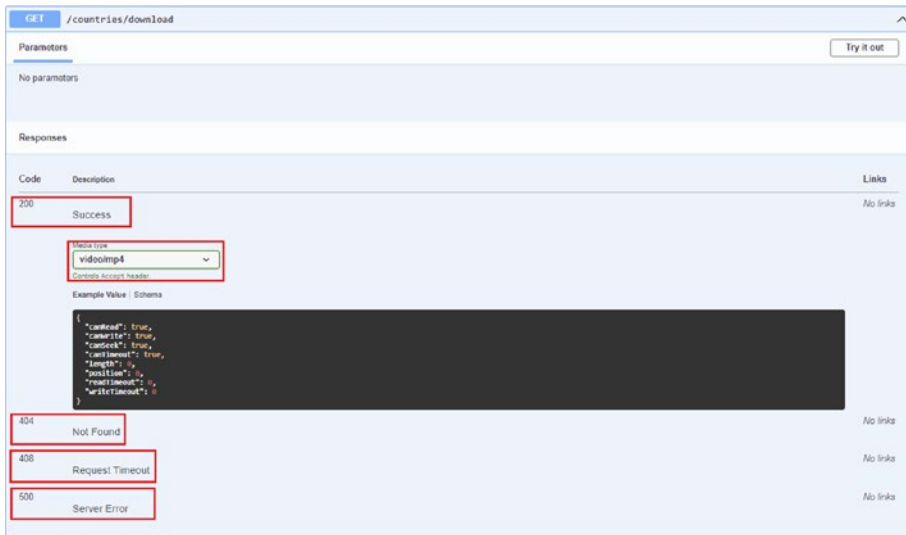 GET /countries/download
Parameters Try it out
No parameters
Responses
Code Description Links
200 Success No links
Media type
video/mp4
Controls Accept header.
Example Value | Schema
{
"canRead": true,
"canWrite": true,
"canSeek": true,
"canTimeout": true,
"length": 0,
"position": 0,
"readTimeout": 0,
"writeTimeout": 0
}
404 Not Found No links
408 Request Timeout No links
500 Server Error No links